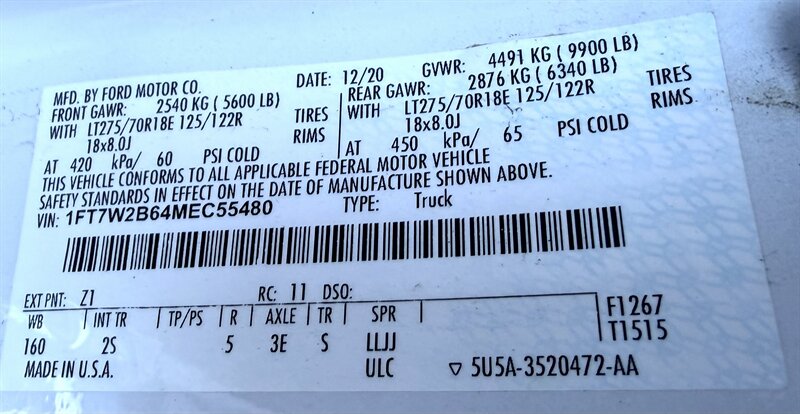 MFD. BY FORD MOTOR CO. DATE: 12/20 GVWR: 4491 KG ( 9900 LB)
FRONT GAWR: 2540 KG ( 5600 LB) REAR GAWR: 2876 KG ( 6340 LB)
WITH LT275/70R18E 125/122R TIRES WITH LT275/70R18E 125/122R TIRES
18x8.0J RIMS 18x8.0J RIMS
AT 420 kPa/ 60 PSI COLD AT 450 kPa/ 65 PSI COLD
THIS VEHICLE CONFORMS TO ALL APPLICABLE FEDERAL MOTOR VEHICLE
SAFETY STANDARDS IN EFFECT ON THE DATE OF MANUFACTURE SHOWN ABOVE.
VIN: 1FT7W2B64MEC55480 TYPE: Truck
EXT PNT: Z1 RC: 11 DSO:
WB INT TR TP/PS R AXLE TR SPR F1267
160 2S 5 3E S LLJJ T1515
MADE IN U.S.A. ULC ▽ 5U5A-3520472-AA